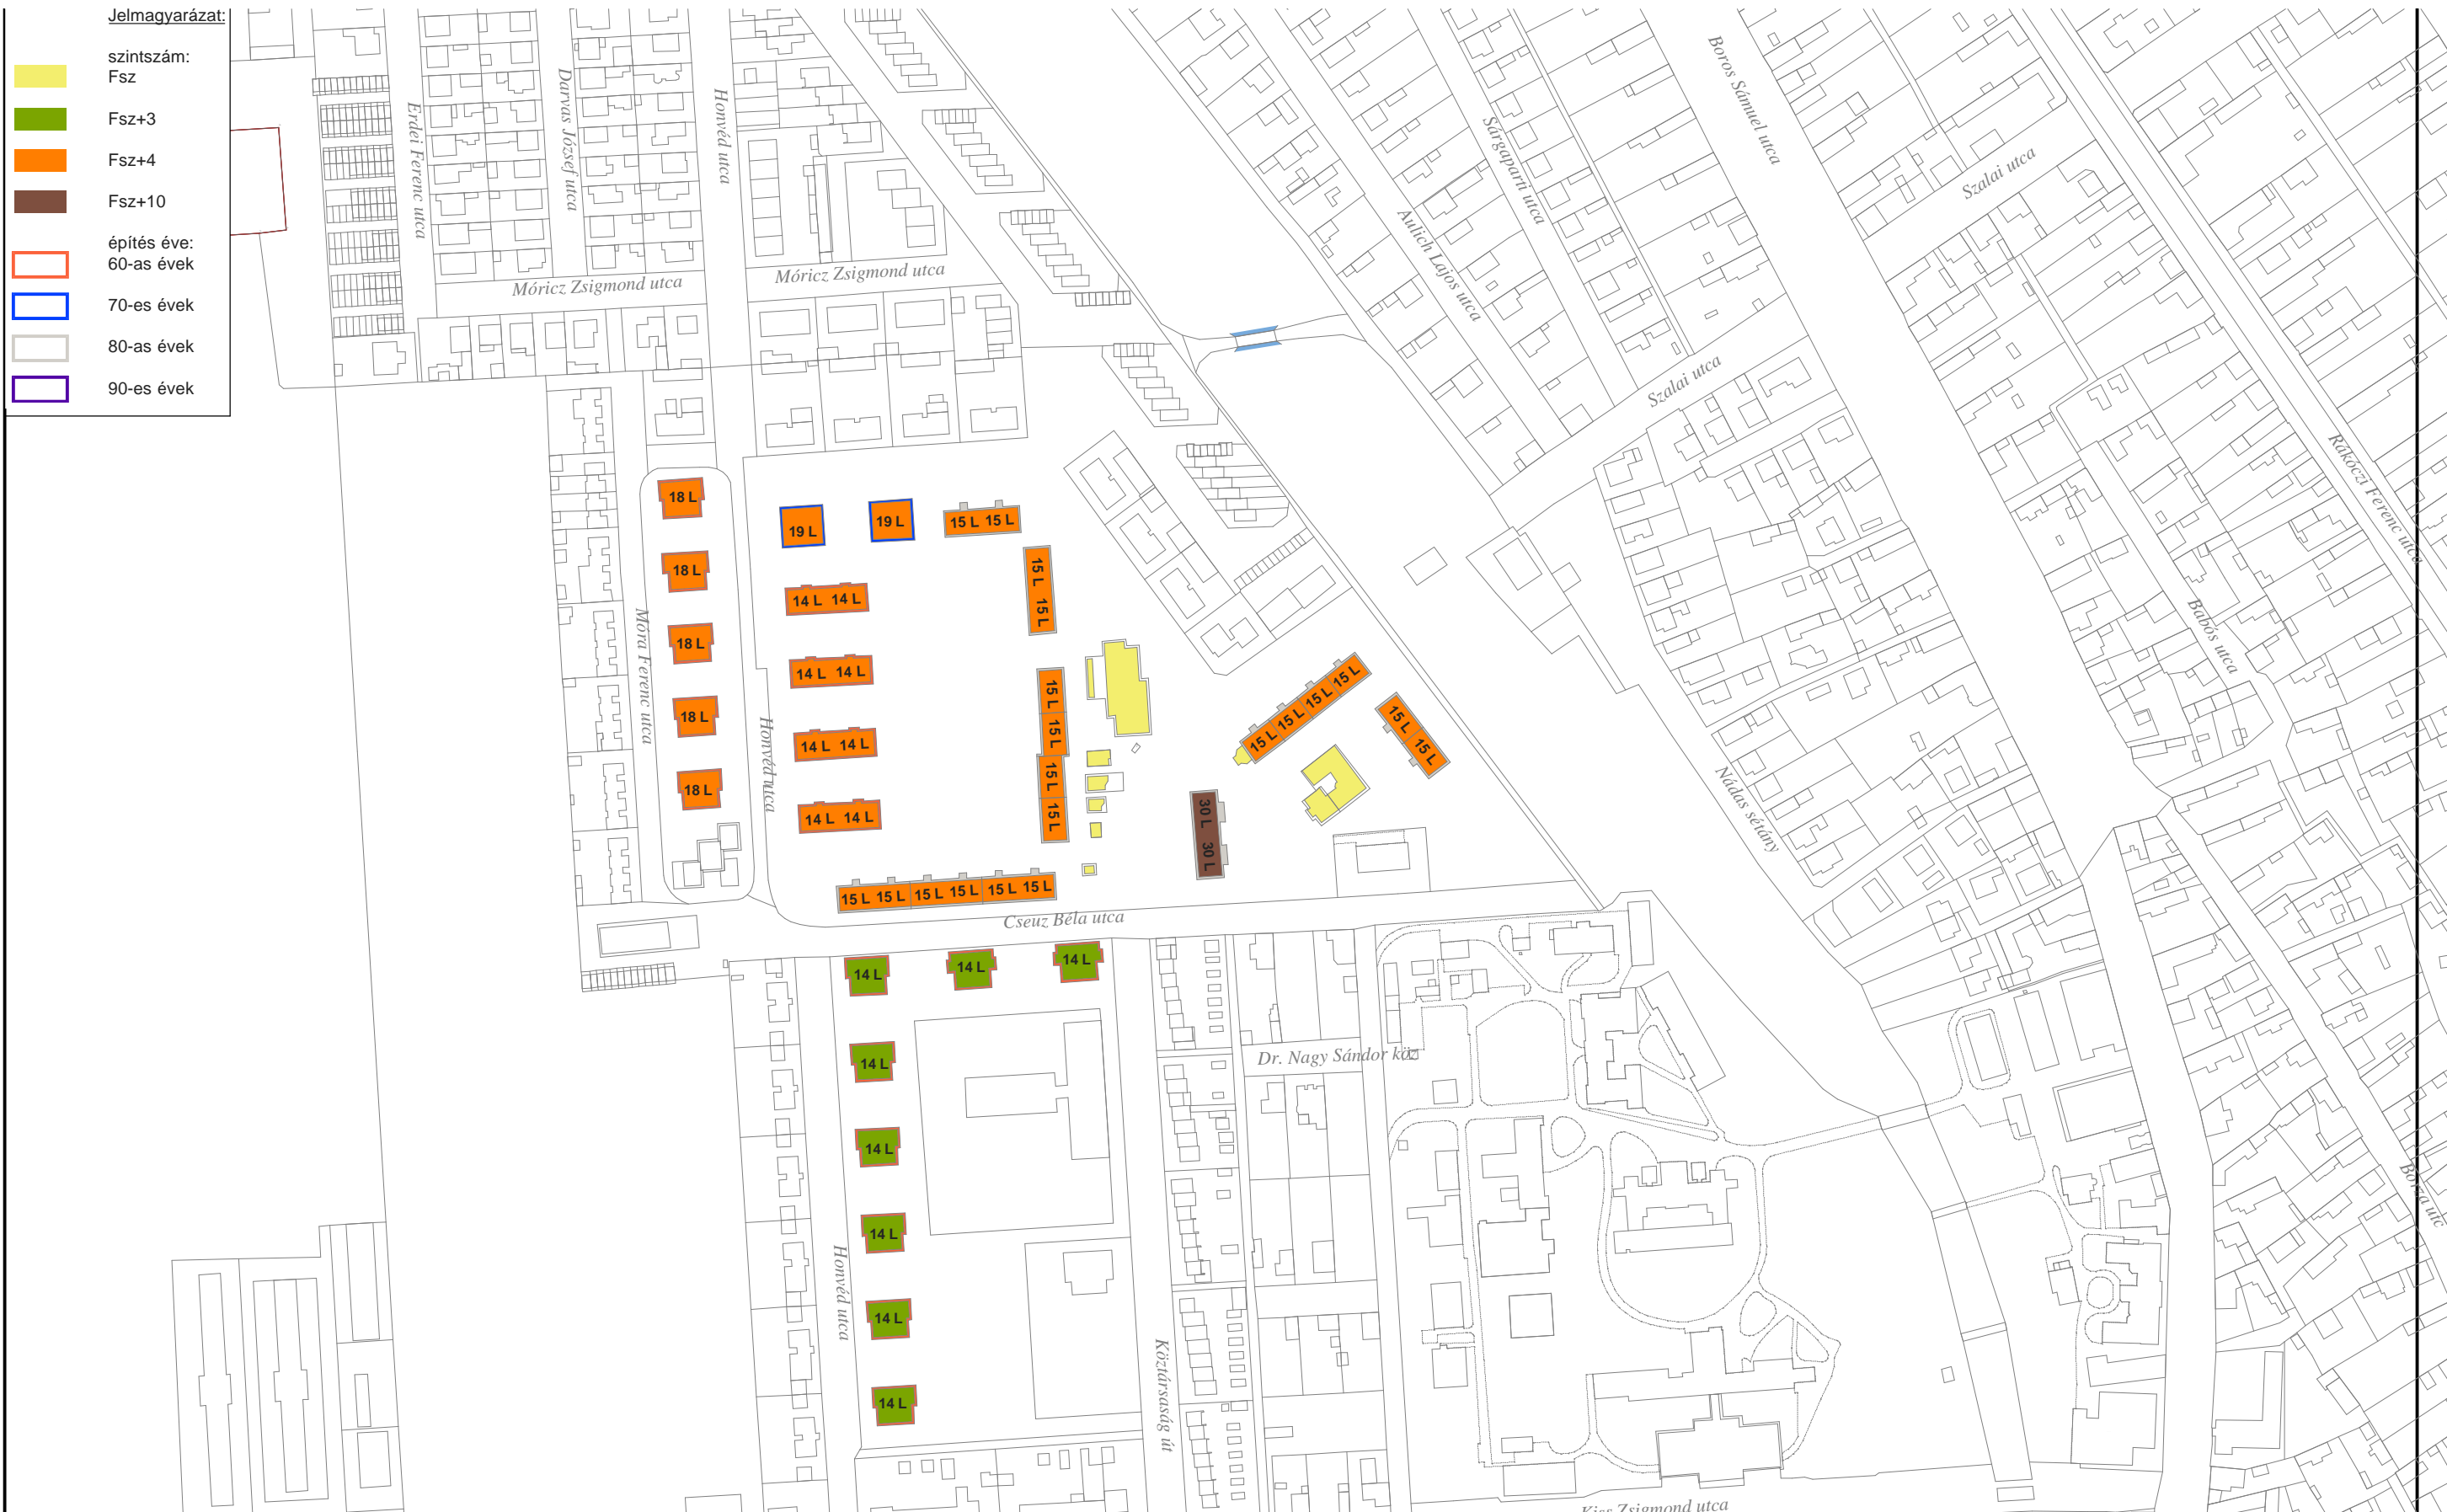 Jelmagyarázat:
szintszám:
Fsz
Fsz+3
Fsz+4
Fsz+10
építés éve:
60-as évek
70-es évek
80-as évek
90-es évek
Erdei Ferenc utca
Darvas József utca
Honvéd utca
Móricz Zsigmond utca
Móricz Zsigmond utca
Aulich Lajos utca
Sárgaparti utca
Boros Sámuel utca
Szalai utca
Szalai utca
Rákóczi Ferenc utca
Babós utca
Nádas sétány
Móra Ferenc utca
Honvéd utca
18 L
18 L
18 L
18 L
18 L
19 L
19 L
15 L 15 L
15 L 15 L
14 L 14 L
14 L 14 L
14 L 14 L
14 L 14 L
15 L
15 L
15 L
15 L
15 L 15 L 15 L 15 L
15 L 15 L
30 L 30 L
15 L 15 L 15 L 15 L 15 L 15 L
Cseuz Béla utca
14 L
14 L
14 L
14 L
14 L
14 L
14 L
14 L
Dr. Nagy Sándor köz
Honvéd utca
Köztársaság út
Borza utc
Kiss Zsigmond utca